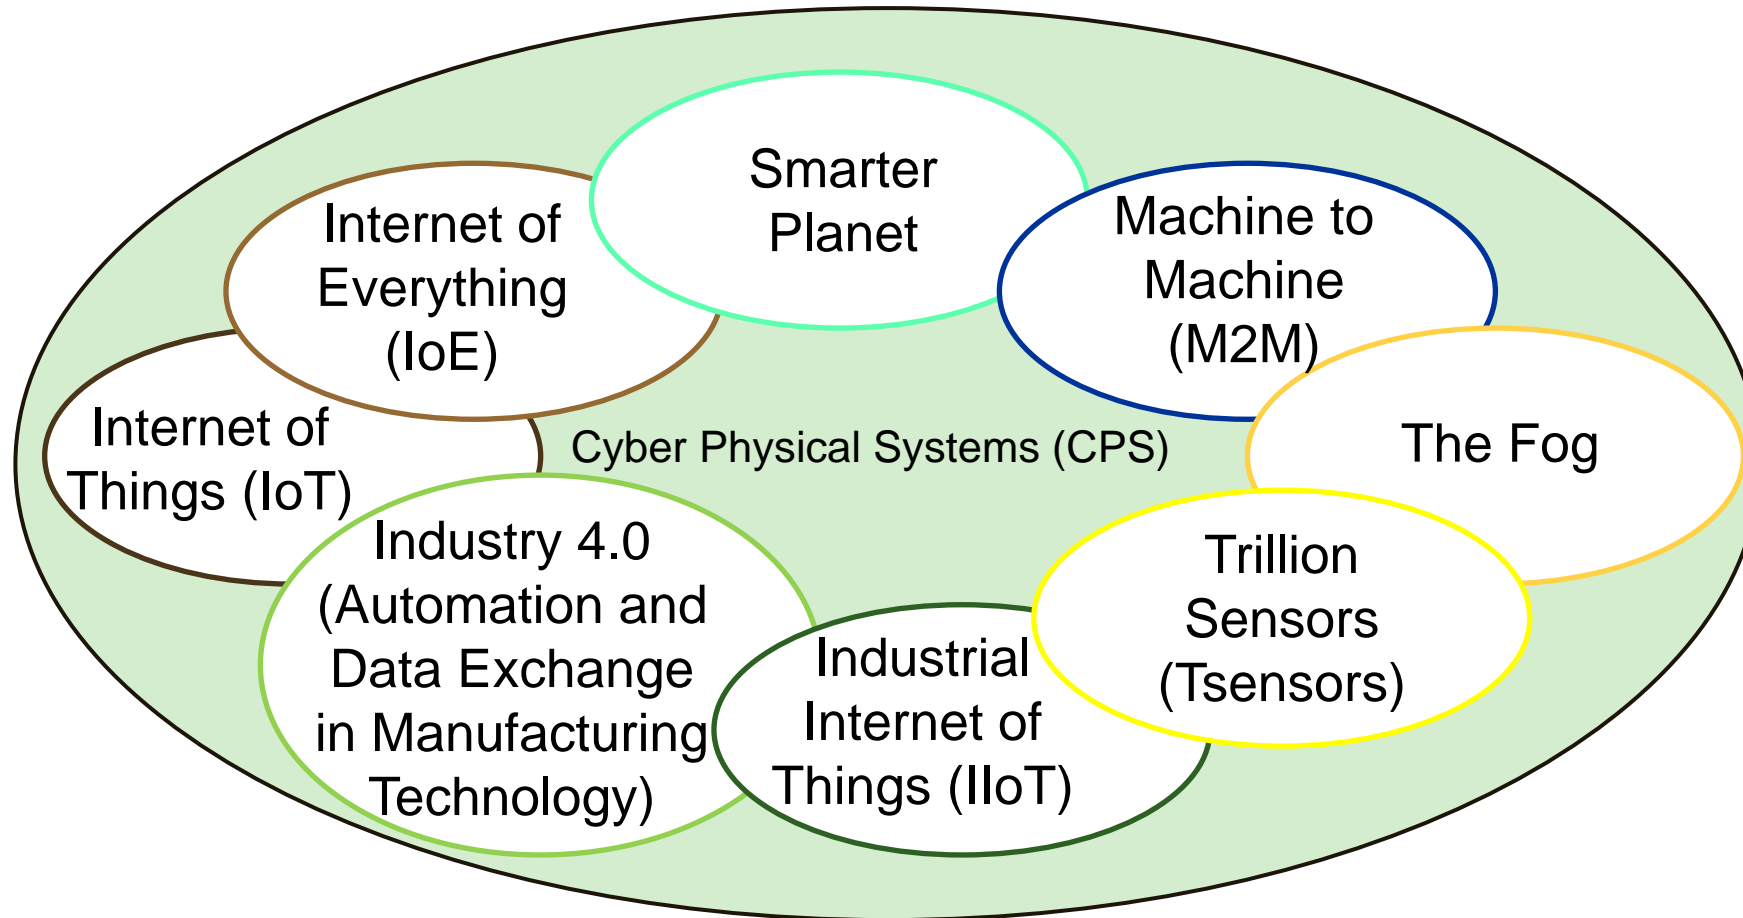 Smarter
Planet
Internet of
Everything
(IoE)
Machine to
Machine
(M2M)
Internet of
Things (IoT)
Cyber Physical Systems (CPS)
The Fog
Industry 4.0
(Automation and
Data Exchange
in Manufacturing
Technology)
Industrial
Internet of
Things (IIoT)
Trillion
Sensors
(Tsensors)